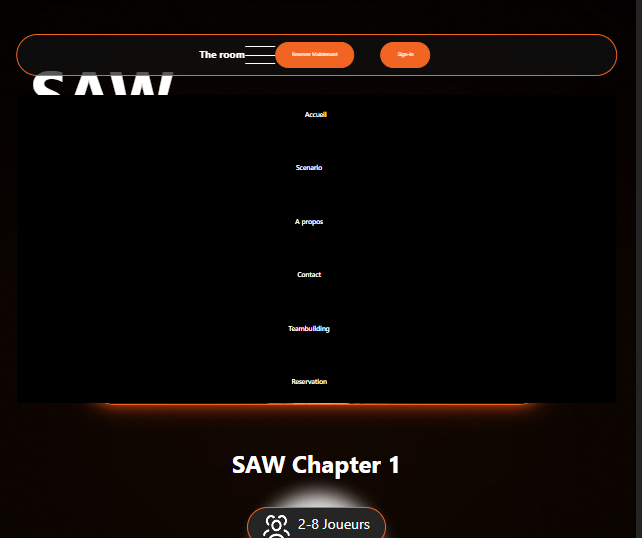 The room
Reserver Maintenant
Sign-in
SAW
Accueil
Scenario
A propos
Contact
Teambuilding
Reservation
SAW Chapter 1
2-8 Joueurs